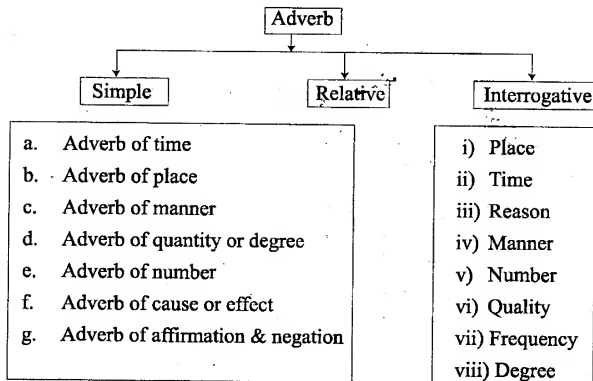 Adverb
Simple
Relative
Interrogative
a. Adverb of time
b. Adverb of place
c. Adverb of manner
d. Adverb of quantity or degree
e. Adverb of number
f. Adverb of cause or effect
g. Adverb of affirmation & negation
i) Place
ii) Time
iii) Reason
iv) Manner
v) Number
vi) Quality
vii) Frequency
viii) Degree